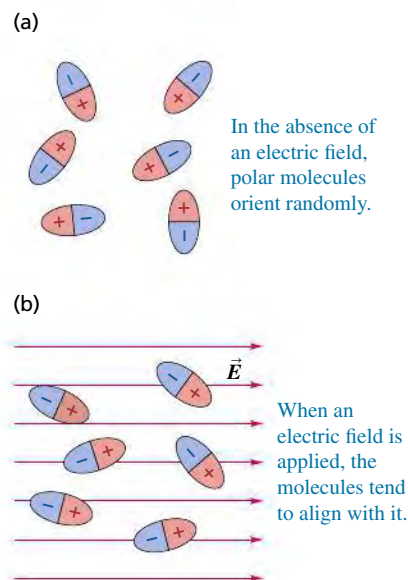 (a)
In the absence of
an electric field,
polar molecules
orient randomly.
(b)
E
When an
electric field is
applied, the
molecules tend
to align with it.